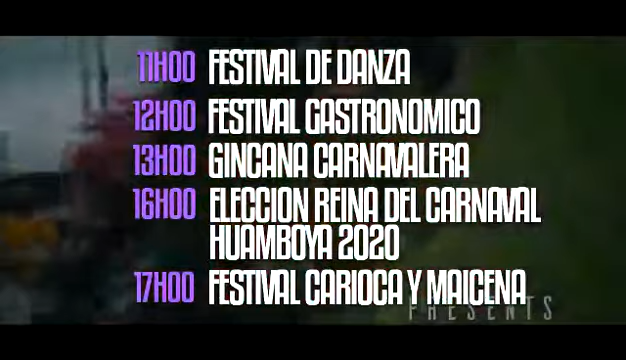 11H00 FESTIVAL DE DANZA
12H00 FESTIVAL GASTRONOMICO
13H00 GINCANA CARNAVALERA
16H00 ELECCION REINA DEL CARNAVAL
HUAMBOYA 2020
17H00 FESTIVAL CARIOCA Y MAICENA
PRESENTS